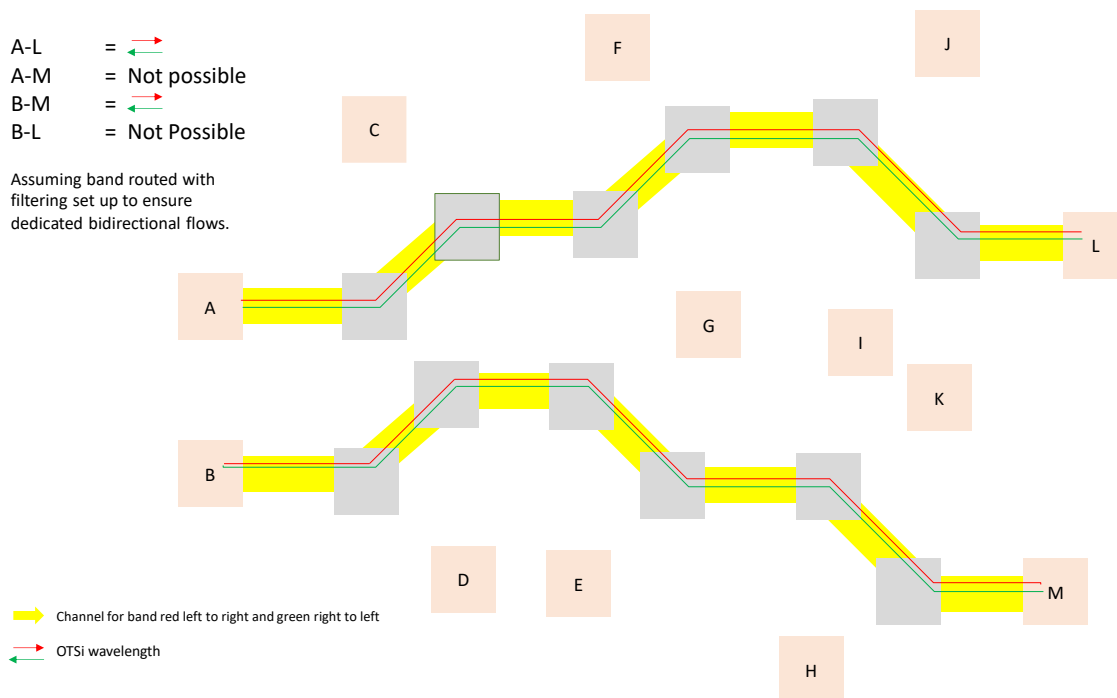 A-L =
A-M = Not possible
B-M =
B-L = Not Possible
Assuming band routed with
filtering set up to ensure
dedicated bidirectional flows.
F
J
C
L
A
G
I
K
B
D
E
M
H
Channel for band red left to right and green right to left
OTSi wavelength